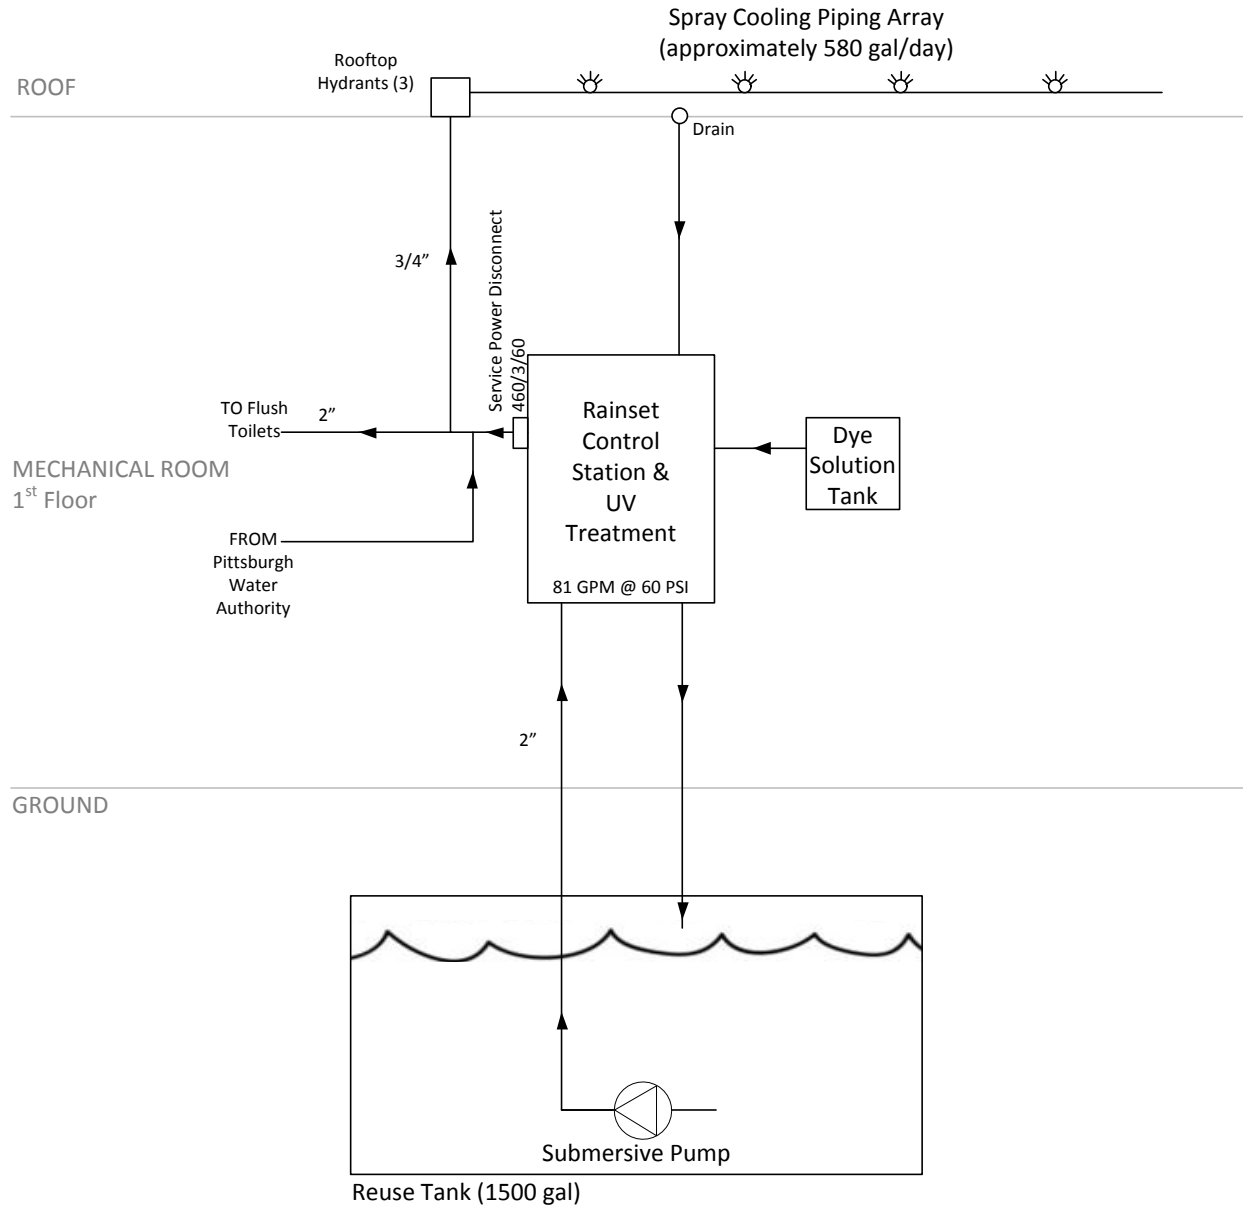 Spray Cooling Piping Array
(approximately 580 gal/day)
Rooftop
Hydrants (3)
ROOF
Drain
3/4”
Service Power Disconnect
460/3/60
TO Flush
Toilets
2”
Rainset
Control
Station &
UV
Treatment
81 GPM @ 60 PSI
Dye
Solution
Tank
MECHANICAL ROOM
1st Floor
FROM
Pittsburgh
Water
Authority
2”
GROUND
Submersive Pump
Reuse Tank (1500 gal)